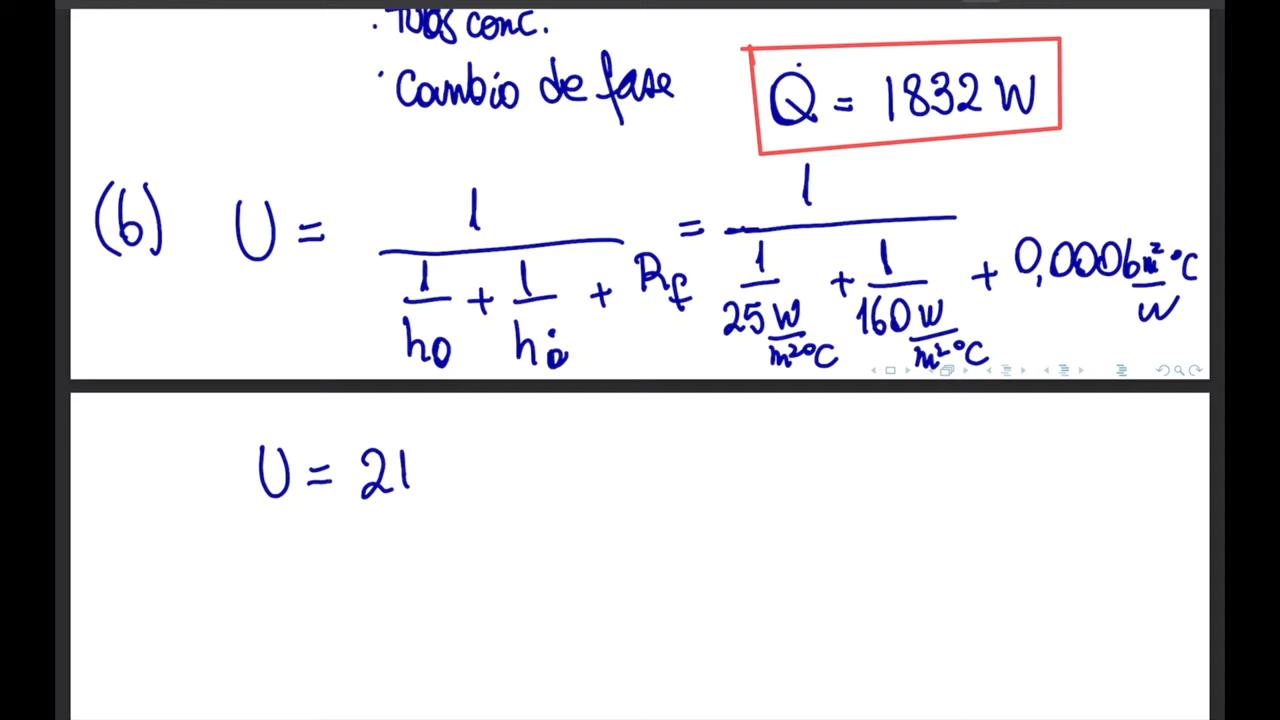 · Tubos conc.
· Cambio de fase
Q̇ = 1832 W
(b) U = 1 / (1/h₀ + 1/hᵢ + R_f) = 1 / (1/(25 W/m²°C) + 1/(160 W/m²°C) + 0,0006 m²°C/W)
U = 21